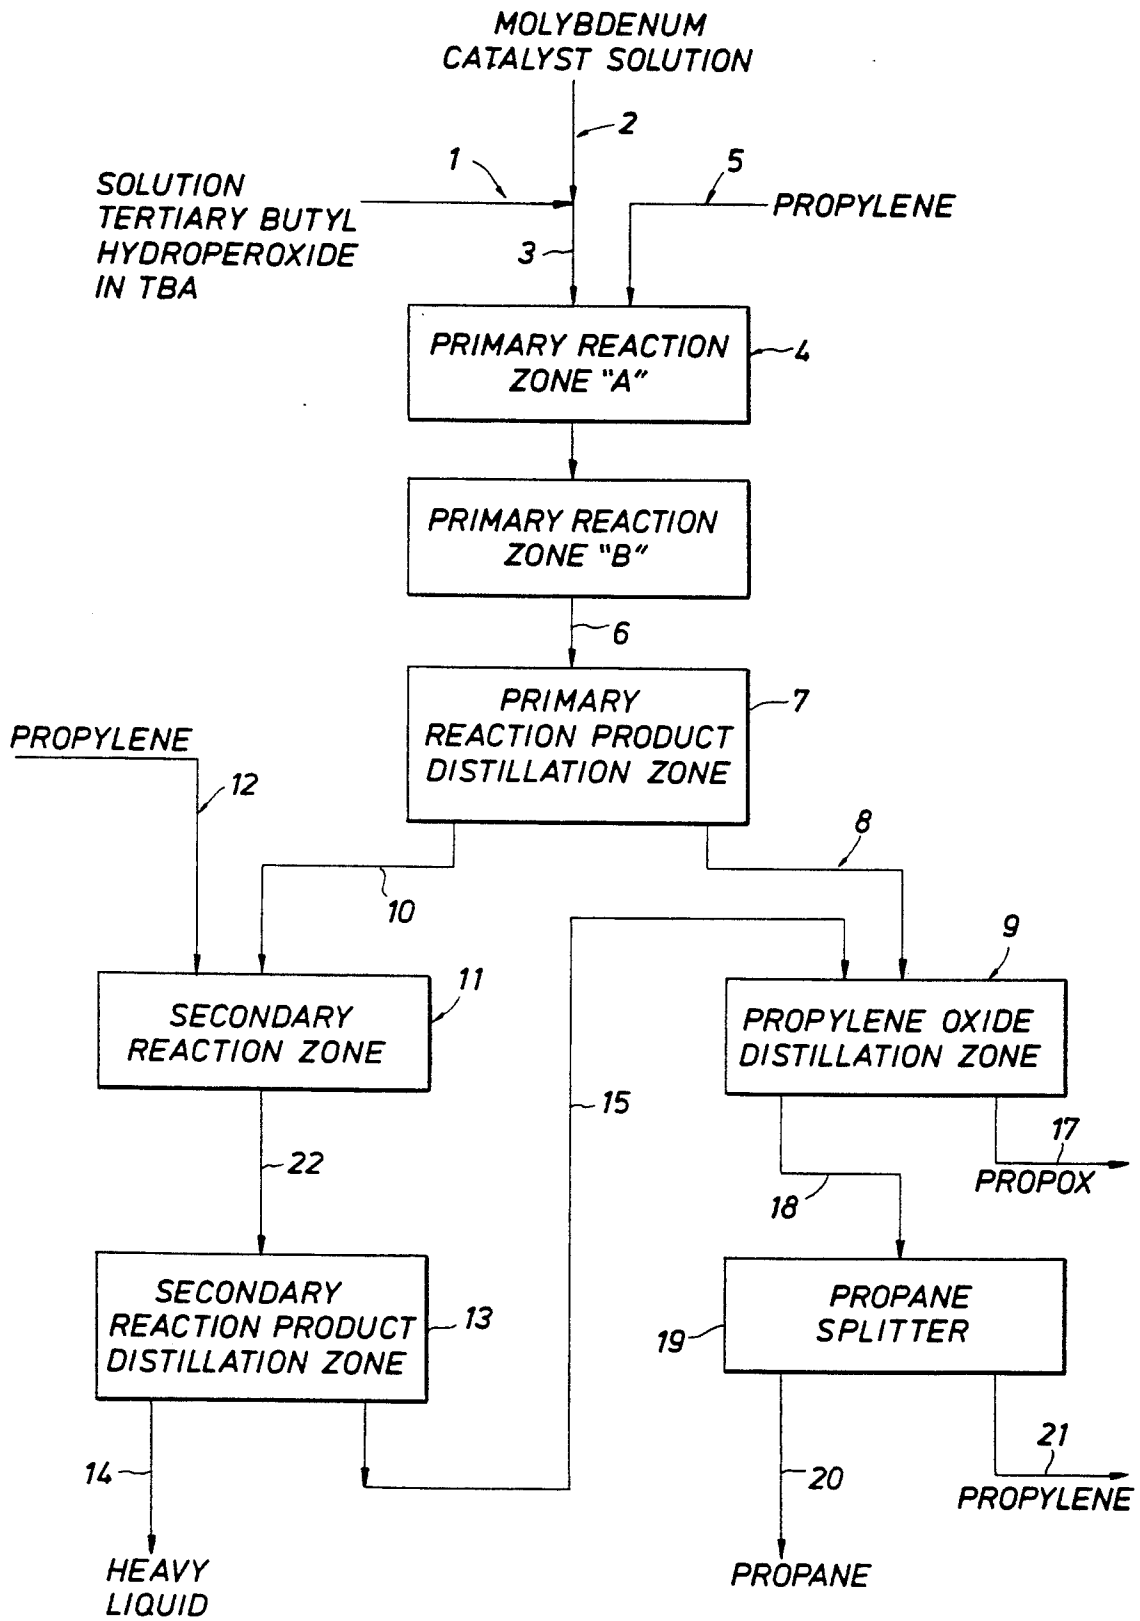 MOLYBDENUM
CATALYST SOLUTION
2
1
5
SOLUTION
TERTIARY BUTYL
HYDROPEROXIDE
IN TBA
PROPYLENE
3
PRIMARY REACTION
ZONE "A"
4
PRIMARY REACTION
ZONE "B"
6
PRIMARY
REACTION PRODUCT
DISTILLATION ZONE
7
PROPYLENE
12
8
10
9
SECONDARY
REACTION ZONE
11
PROPYLENE OXIDE
DISTILLATION ZONE
15
22
17
PROPOX
18
SECONDARY
REACTION PRODUCT
DISTILLATION ZONE
13
PROPANE
SPLITTER
19
14
20
21
PROPYLENE
HEAVY
LIQUID
PROPANE